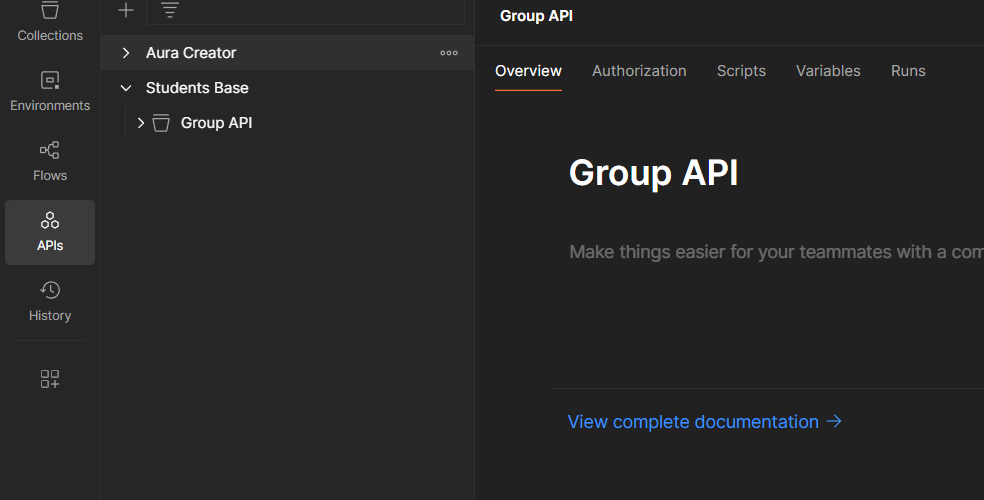 Collections
Environments
Flows
APIs
History
Aura Creator
Students Base
Group API
Group API
Overview Authorization Scripts Variables Runs
Group API
Make things easier for your teammates with a
View complete documentation →